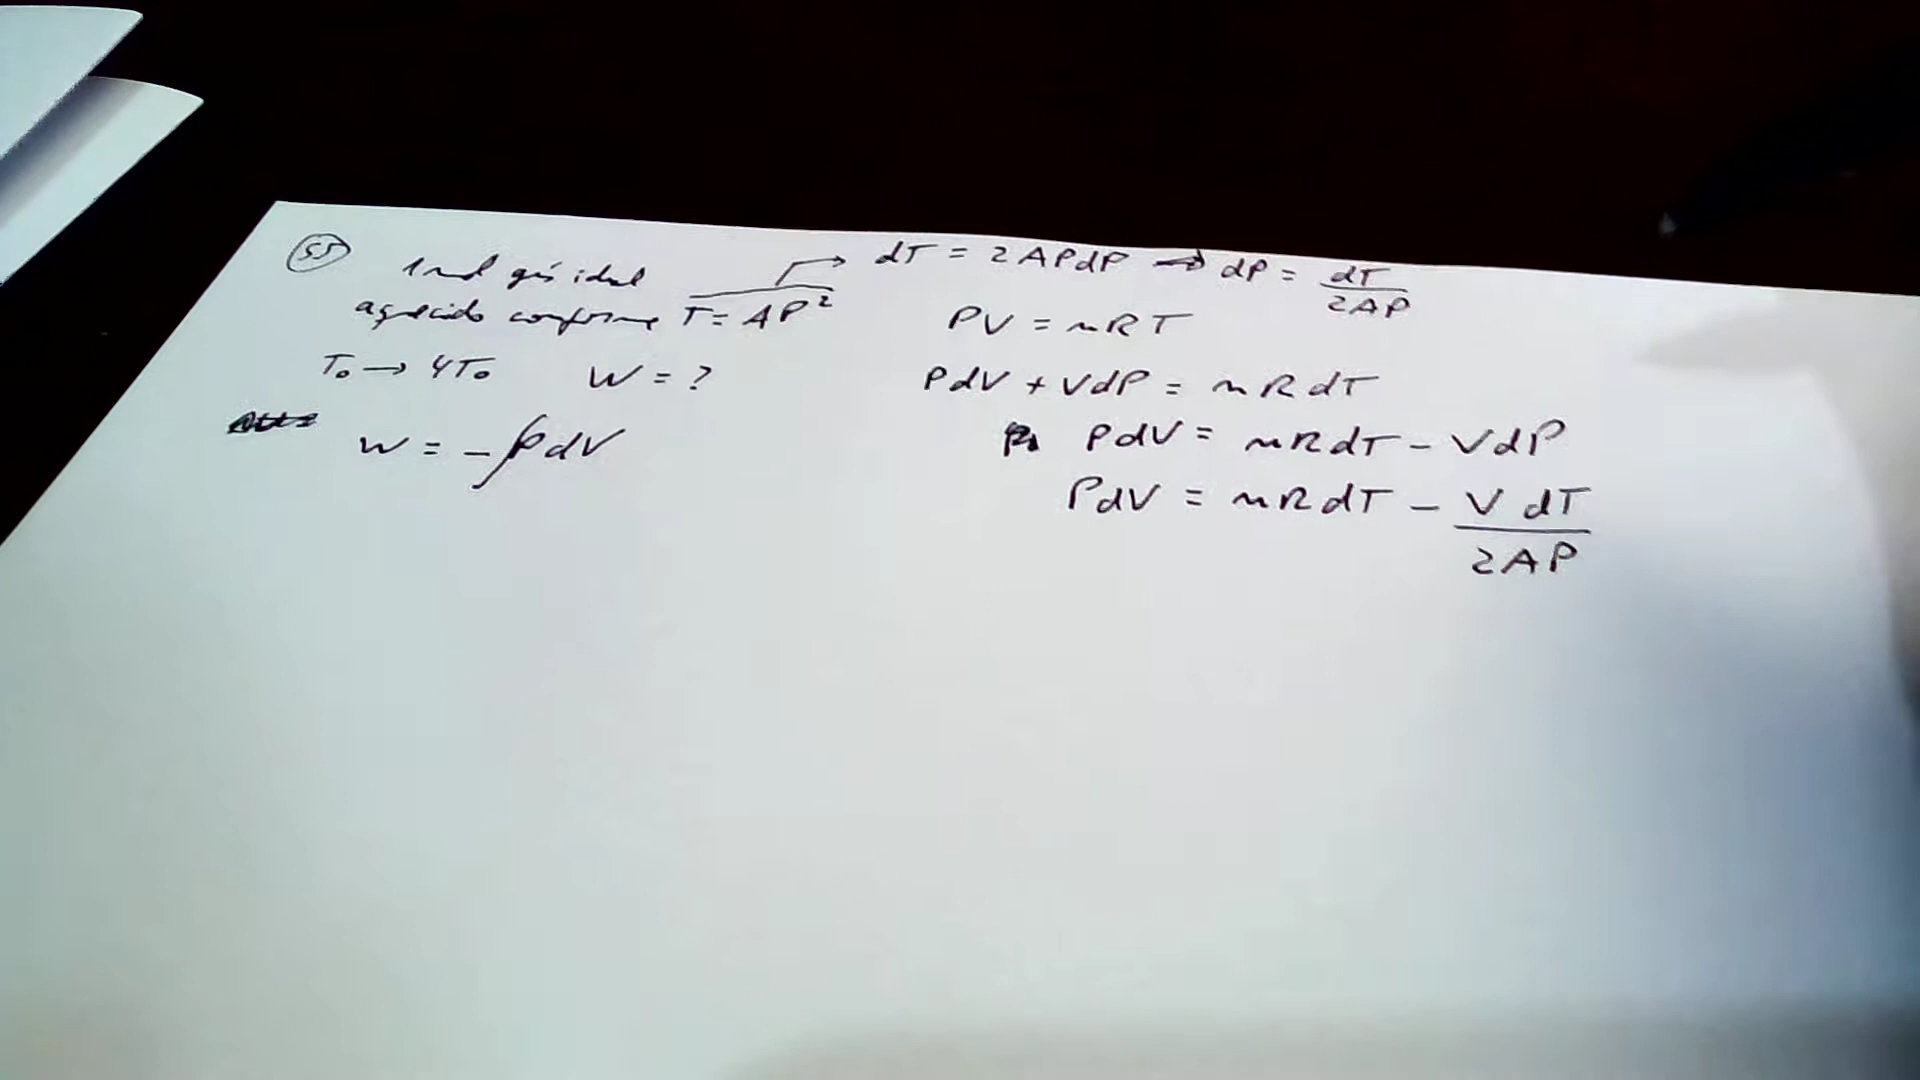 55
1 mol gás ideal
aquecido conforme T = AP²
dT = 2APdP → dP = dT/2AP
T₀ → 4T₀ W = ?
W = -∫PdV
PV = nRT
PdV + VdP = nRdT
PdV = nRdT - VdP
PdV = nRdT - V dT/2AP